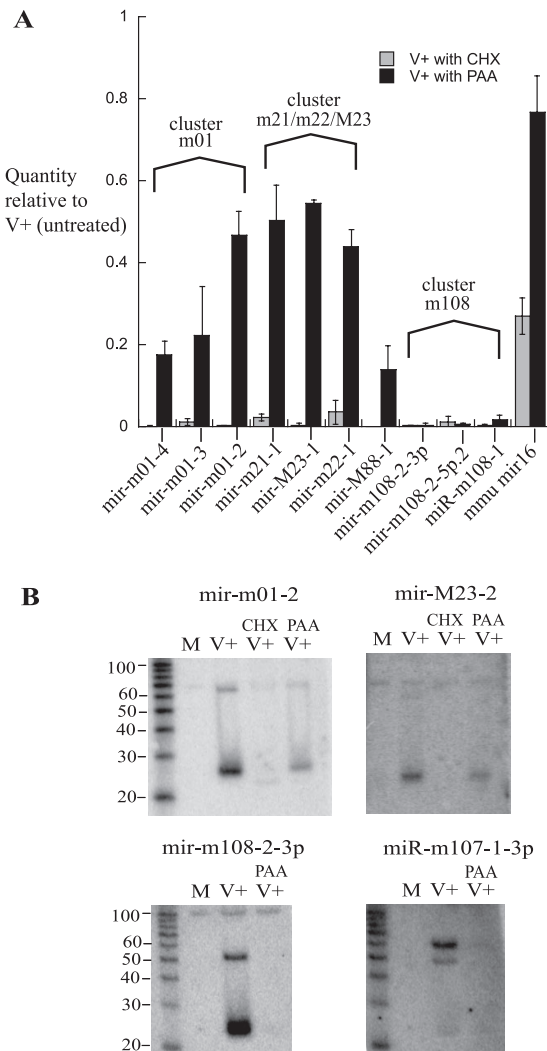 A
1
V+ with CHX
V+ with PAA
0.8
cluster
m21/m22/M23
cluster
m01
Quantity
relative to
V+ (untreated)
0.6
0.4
cluster
m108
0.2
0
mir-m01-4
mir-m01-3
mir-m01-2
mir-m21-1
mir-M23-1
mir-m22-1
mir-M88-1
mir-m108-2-3p
mir-m108-2-5p.2
miR-m108-1
mmu mir16
B
mir-m01-2
CHX PAA
M V+ V+ V+
100
60
50
40
30
20
mir-M23-2
CHX PAA
M V+ V+ V+
mir-m108-2-3p
PAA
M V+ V+
100
60
50
40
30
20
miR-m107-1-3p
PAA
M V+ V+
100
60
50
40
30
20